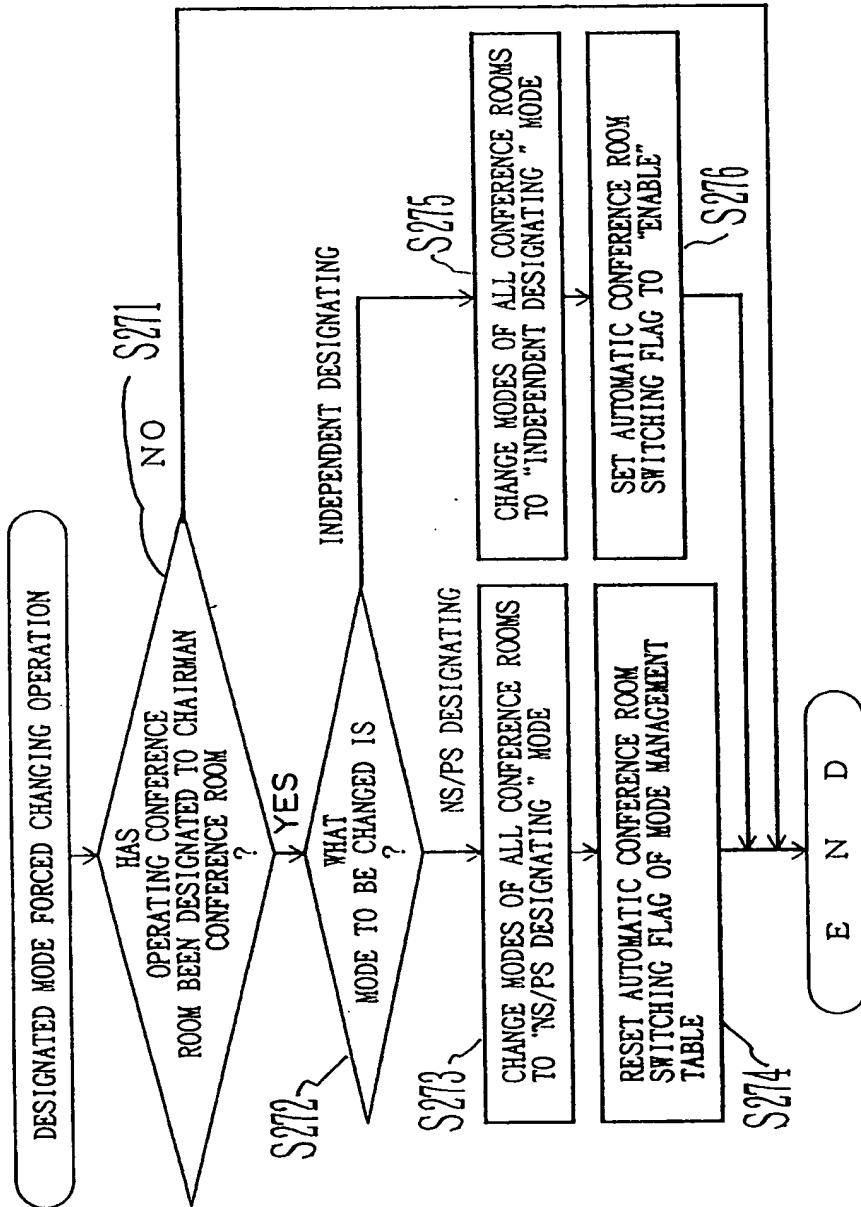 DESIGNATED MODE FORCED CHANGING OPERATION
HAS
OPERATING CONFERENCE
ROOM BEEN DESIGNATED TO CHAIRMAN
CONFERENCE ROOM
?
NO
S271
YES
WHAT
MODE TO BE CHANGED IS
?
S272
INDEPENDENT DESIGNATING
NS/PS DESIGNATING
S273
CHANGE MODES OF ALL CONFERENCE ROOMS
TO "NS/PS DESIGNATING" MODE
S275
CHANGE MODES OF ALL CONFERENCE ROOMS
TO "INDEPENDENT DESIGNATING" MODE
RESET AUTOMATIC CONFERENCE ROOM
SWITCHING FLAG OF MODE MANAGEMENT
TABLE
S274
SET AUTOMATIC CONFERENCE ROOM
SWITCHING FLAG TO "ENABLE"
S276
END